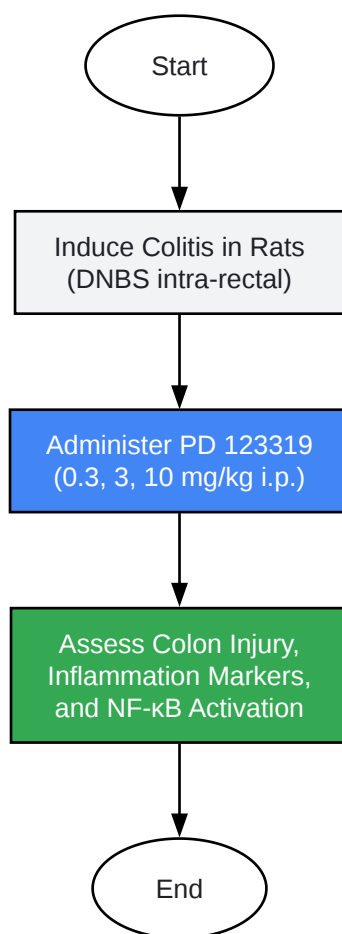 Start
Induce Colitis in Rats
(DNBS intra-rectal)
Administer PD 123319
(0.3, 3, 10 mg/kg i.p.)
Assess Colon Injury,
Inflammation Markers,
and NF-κB Activation
End